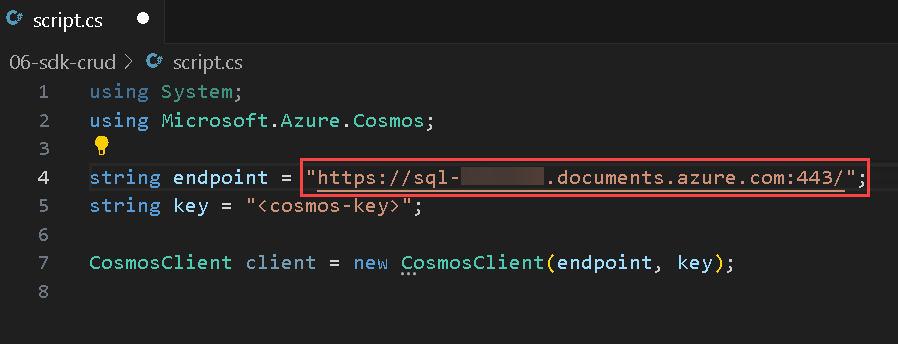 C# script.cs
06-sdk-crud > C# script.cs
1 using System;
2 using Microsoft.Azure.Cosmos;
3
4 string endpoint = "https://sql- .documents.azure.com:443/";
5 string key = "<cosmos-key>";
6
7 CosmosClient client = new CosmosClient(endpoint, key);
8